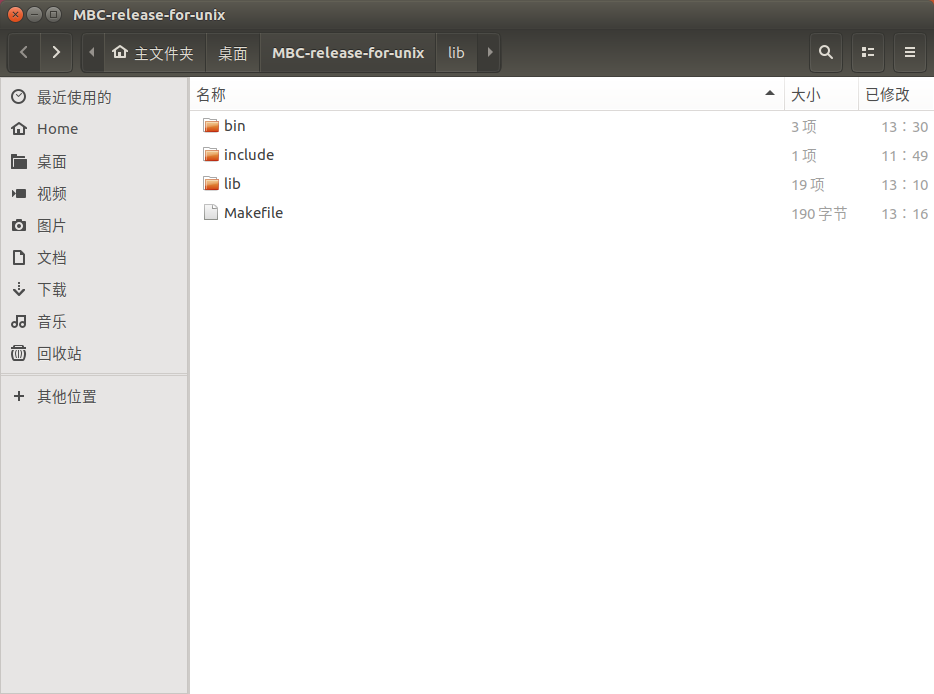 MBC-release-for-unix
主文件夹 桌面 MBC-release-for-unix lib
最近使用的
Home
桌面
视频
图片
文档
下载
音乐
回收站
其他位置
名称 大小 已修改
bin 3 项 13：30
include 1 项 11：49
lib 19 项 13：10
Makefile 190 字节 13：16